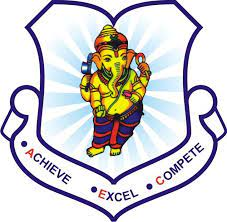 • ACHIEVE • EXCEL • COMPETE •